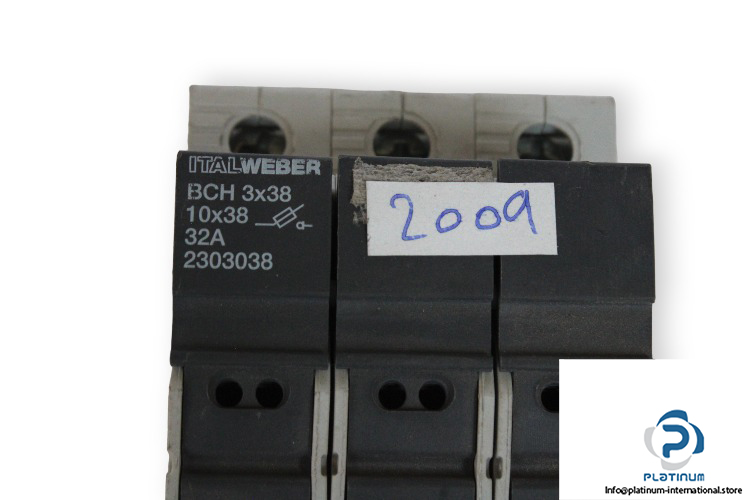 ITALWEBER
BCH 3x38
10x38
32A
2303038
2009
PLATINUM
Info@platinum-international.store